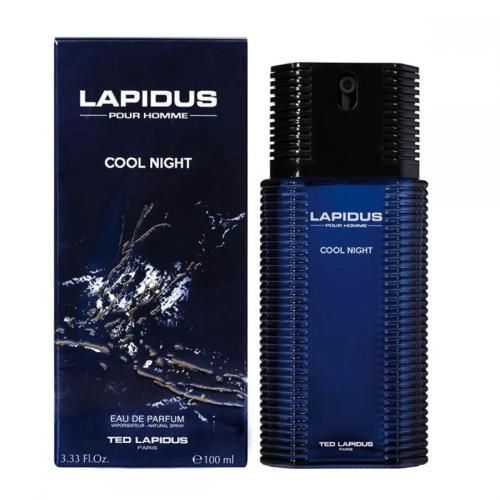 LAPIDUS
POUR HOMME
COOL NIGHT
EAU DE PARFUM
VAPORISATEUR - NATURAL SPRAY
TED LAPIDUS
PARIS
3.33 Fl.Oz. ℮100 ml
LAPIDUS
POUR HOMME
COOL NIGHT
TED LAPIDUS
PARIS